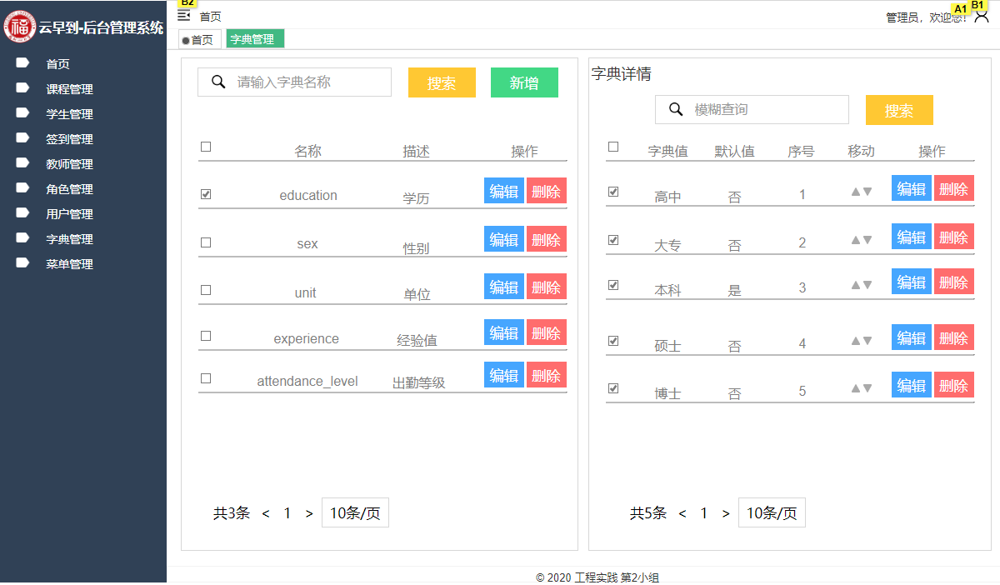 B2
首页
管理员，欢迎您!
A1
B1
福
云早到-后台管理系统
首页
课程管理
学生管理
签到管理
教师管理
角色管理
用户管理
字典管理
菜单管理
首页 字典管理
请输入字典名称 搜索 新增
名称 描述 操作
education 学历 编辑 删除
sex 性别 编辑 删除
unit 单位 编辑 删除
experience 经验值 编辑 删除
attendance_level 出勤等级 编辑 删除
共3条 < 1 > 10条/页
字典详情
模糊查询 搜索
字典值 默认值 序号 移动 操作
高中 否 1 ▲▼ 编辑 删除
大专 否 2 ▲▼ 编辑 删除
本科 是 3 ▲▼ 编辑 删除
硕士 否 4 ▲▼ 编辑 删除
博士 否 5 ▲▼ 编辑 删除
共5条 < 1 > 10条/页
© 2020 工程实践 第2小组